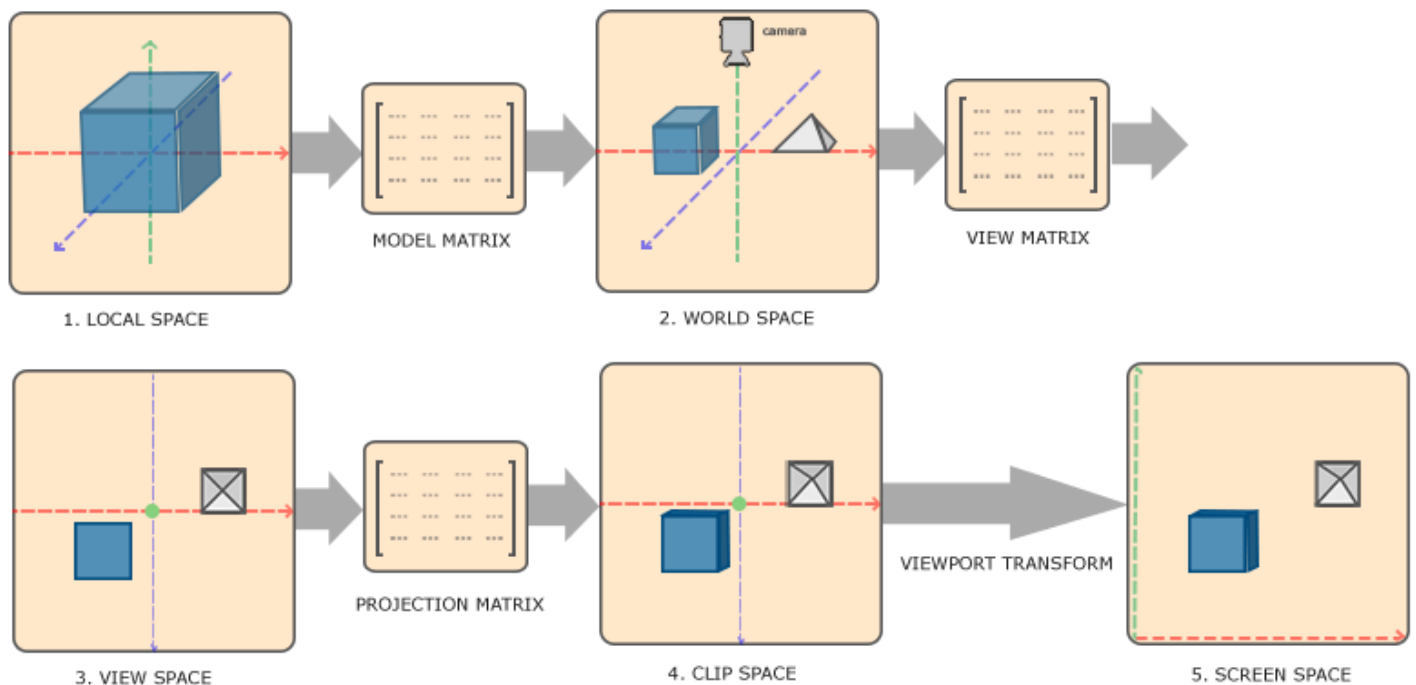 camera
MODEL MATRIX
VIEW MATRIX
1. LOCAL SPACE
2. WORLD SPACE
VIEWPORT TRANSFORM
PROJECTION MATRIX
3. VIEW SPACE
4. CLIP SPACE
5. SCREEN SPACE